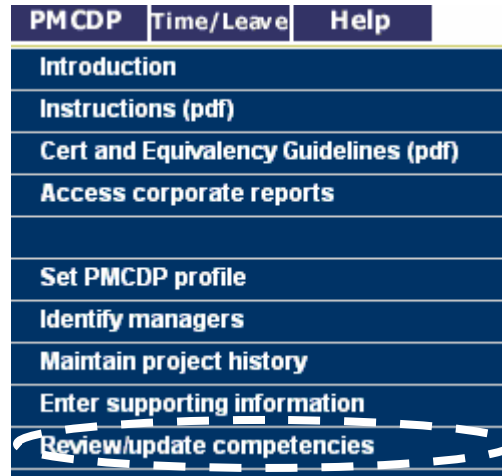 PMCDP Time/Leave Help
Introduction
Instructions (pdf)
Cert and Equivalency Guidelines (pdf)
Access corporate reports
Set PMCDP profile
Identify managers
Maintain project history
Enter supporting information
Review/update competencies